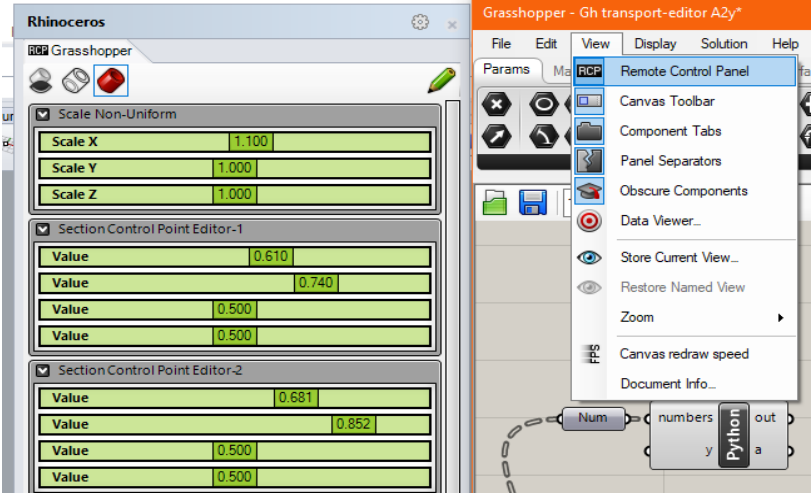 Rhinoceros
RCP Grasshopper
Scale Non-Uniform
Scale X 1.100
Scale Y 1.000
Scale Z 1.000
Section Control Point Editor-1
Value 0.610
Value 0.740
Value 0.500
Value 0.500
Section Control Point Editor-2
Value 0.681
Value 0.852
Value 0.500
Value 0.500
Grasshopper - Gh transport-editor A2y*
File Edit View Display Solution Help
Params Ma
RCP Remote Control Panel
Canvas Toolbar
Component Tabs
Panel Separators
Obscure Components
Data Viewer...
Store Current View...
Restore Named View
Zoom
FPS Canvas redraw speed
Document Info...
Num numbers Python out
y a